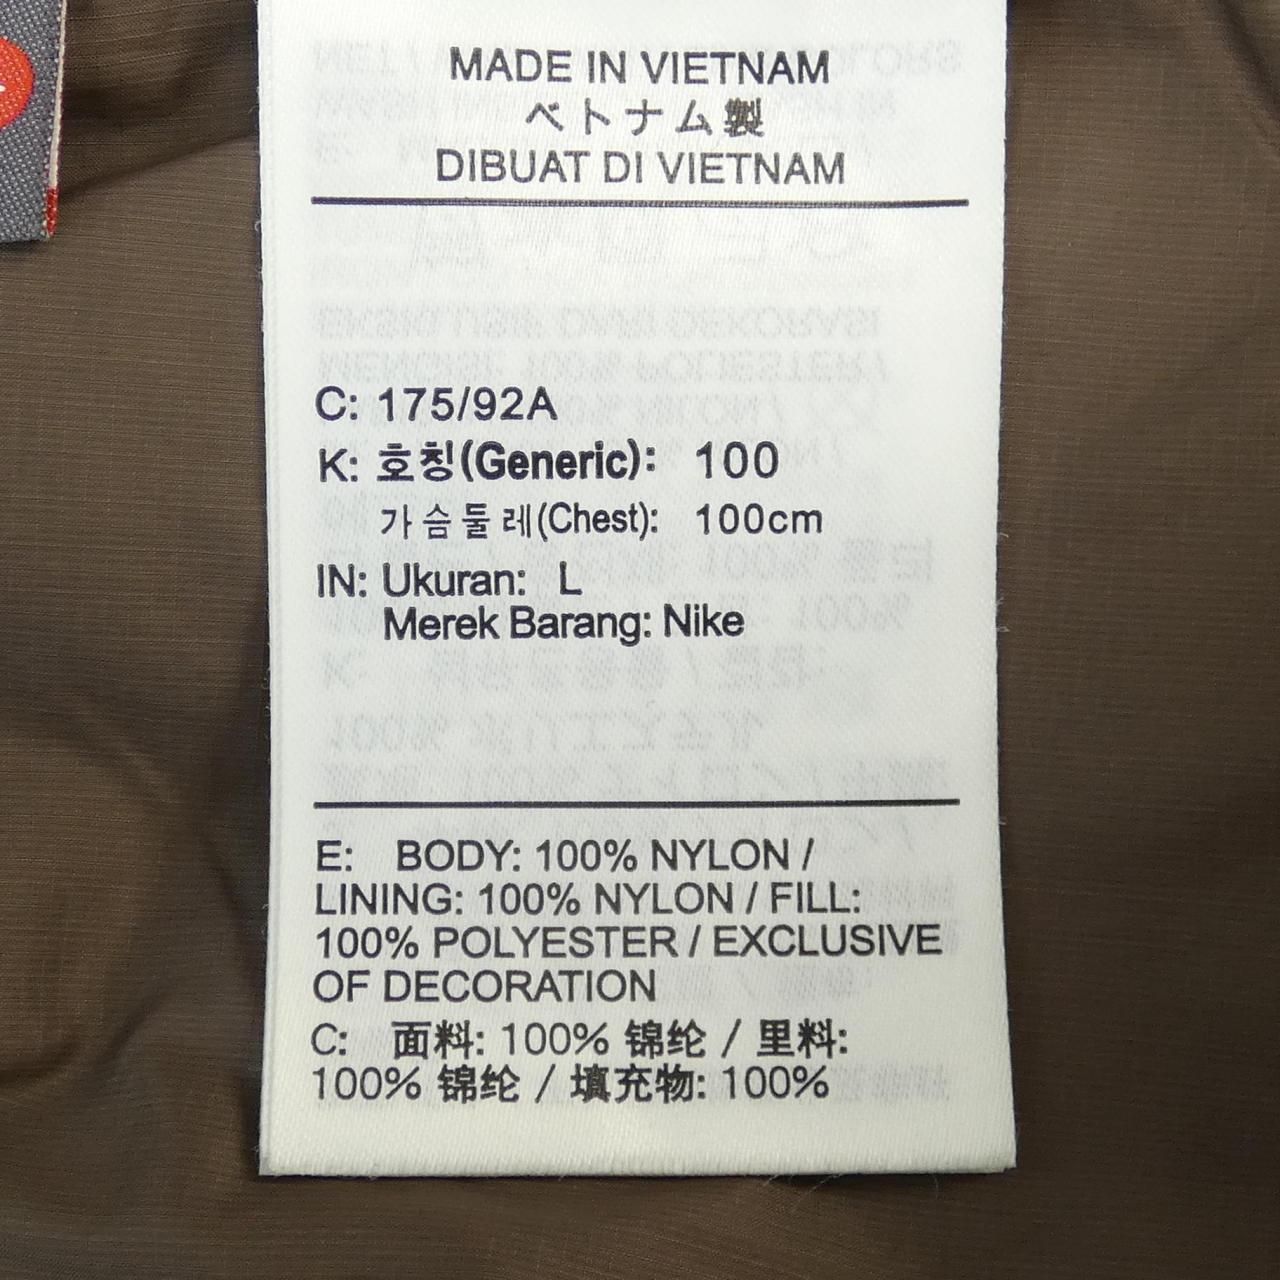 MADE IN VIETNAM
ベトナム製
DIBUAT DI VIETNAM
C: 175/92A
K: 호칭(Generic): 100
가슴둘레(Chest): 100cm
IN: Ukuran: L
Merek Barang: Nike
E: BODY: 100% NYLON /
LINING: 100% NYLON / FILL:
100% POLYESTER / EXCLUSIVE
OF DECORATION
C: 面料: 100% 锦纶 / 里料:
100% 锦纶 / 填充物: 100%